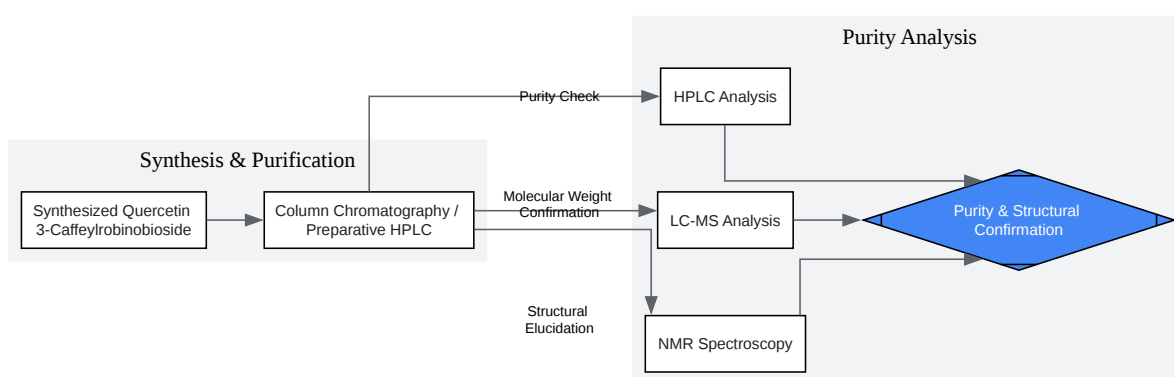 Purity Analysis
Purity Check
HPLC Analysis
Synthesis & Purification
Synthesized Quercetin
3-Caffeylrobinobioside
Column Chromatography /
Preparative HPLC
Molecular Weight
Confirmation
LC-MS Analysis
Purity & Structural
Confirmation
Structural
Elucidation
NMR Spectroscopy